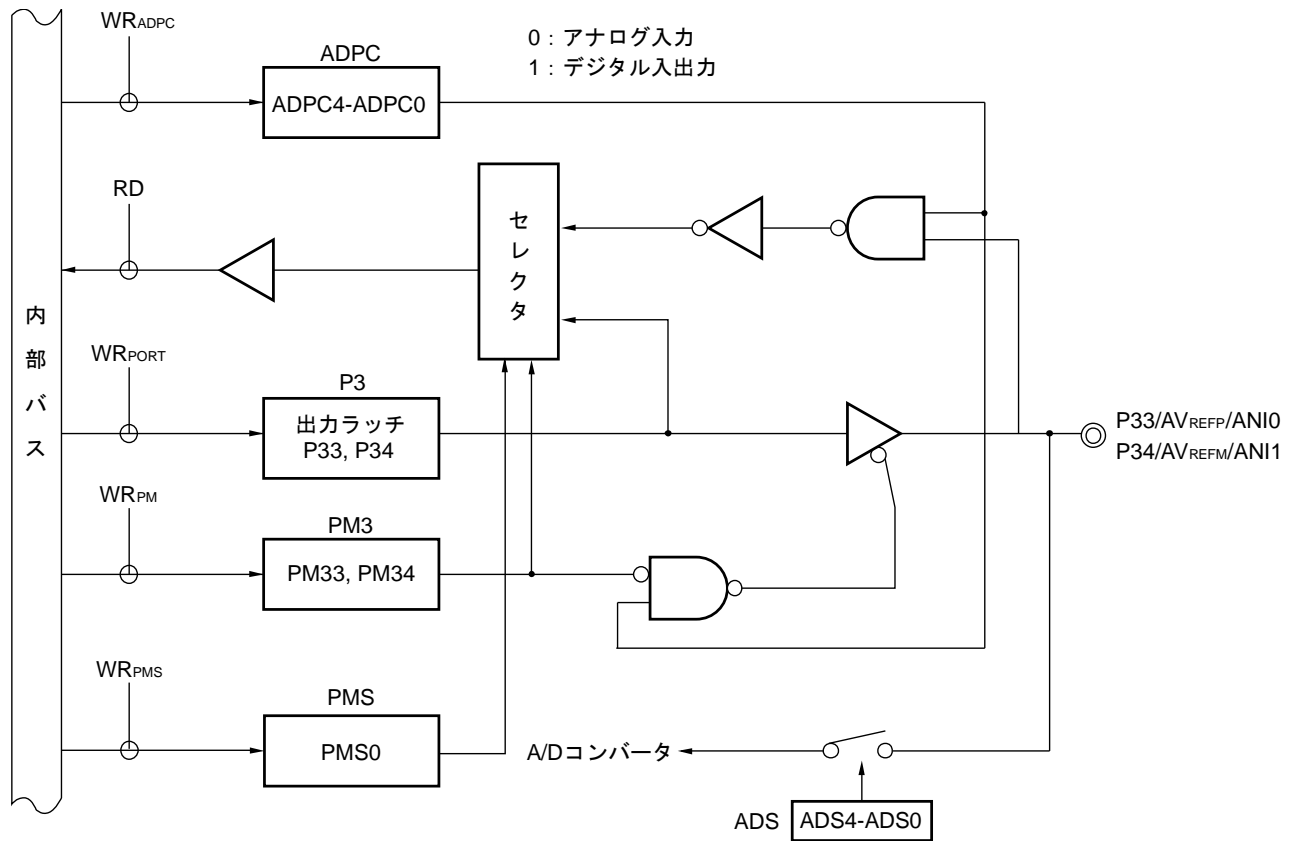 WRADPC
ADPC
ADPC4-ADPC0
0：アナログ入力
1：デジタル入出力
RD
セレクタ
内部バス
WRPORT
P3
出力ラッチ
P33, P34
P33/AVREFP/ANI0
P34/AVREFM/ANI1
WRPM
PM3
PM33, PM34
WRPMS
PMS
PMS0
A/Dコンバータ
ADS
ADS4-ADS0